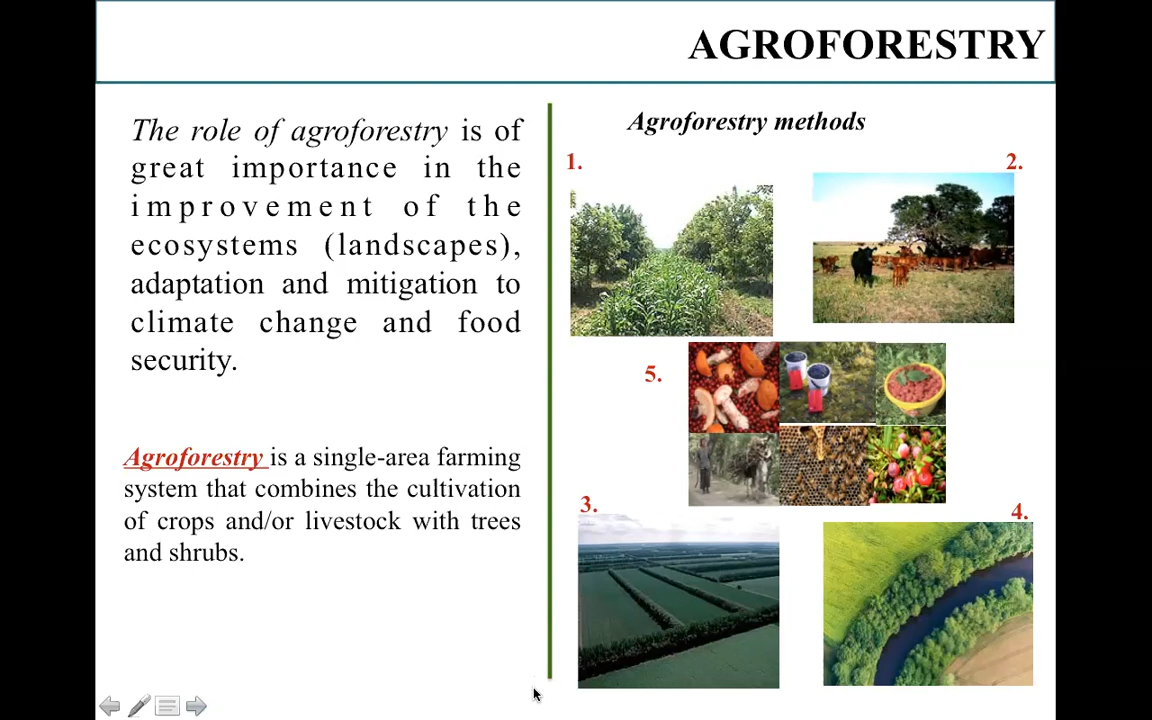 AGROFORESTRY
The role of agroforestry is of
great importance in the
improvement of the
ecosystems (landscapes),
adaptation and mitigation to
climate change and food
security.
Agroforestry is a single-area farming
system that combines the cultivation
of crops and/or livestock with trees
and shrubs.
Agroforestry methods
1.
2.
5.
3.
4.